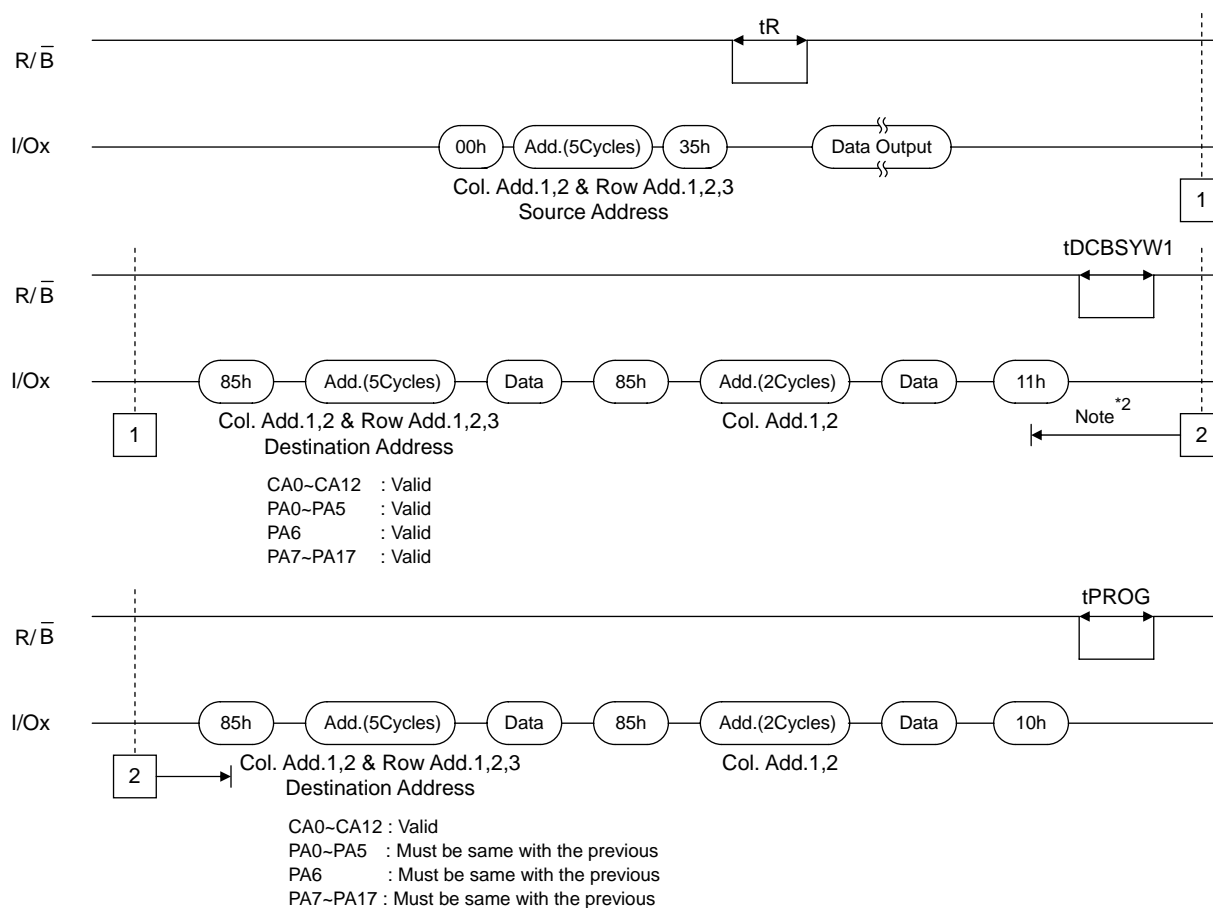 tR
R/B̅
I/Ox
00h Add.(5Cycles) 35h Data Output
Col. Add.1,2 & Row Add.1,2,3
Source Address
1
tDCBSYW1
R/B̅
I/Ox
85h Add.(5Cycles) Data 85h Add.(2Cycles) Data 11h
Col. Add.1,2 & Row Add.1,2,3 Col. Add.1,2 Note*2
1 Destination Address 2
CA0~CA12 : Valid
PA0~PA5 : Valid
PA6 : Valid
PA7~PA17 : Valid
tPROG
R/B̅
I/Ox
85h Add.(5Cycles) Data 85h Add.(2Cycles) Data 10h
Col. Add.1,2 & Row Add.1,2,3 Col. Add.1,2
2 Destination Address
CA0~CA12 : Valid
PA0~PA5 : Must be same with the previous
PA6 : Must be same with the previous
PA7~PA17 : Must be same with the previous